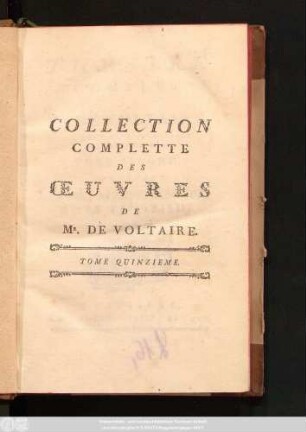 COLLECTION
COMPLETTE
DES
ŒUVRES
DE
Mr. DE VOLTAIRE.
TOME QUINZIEME.